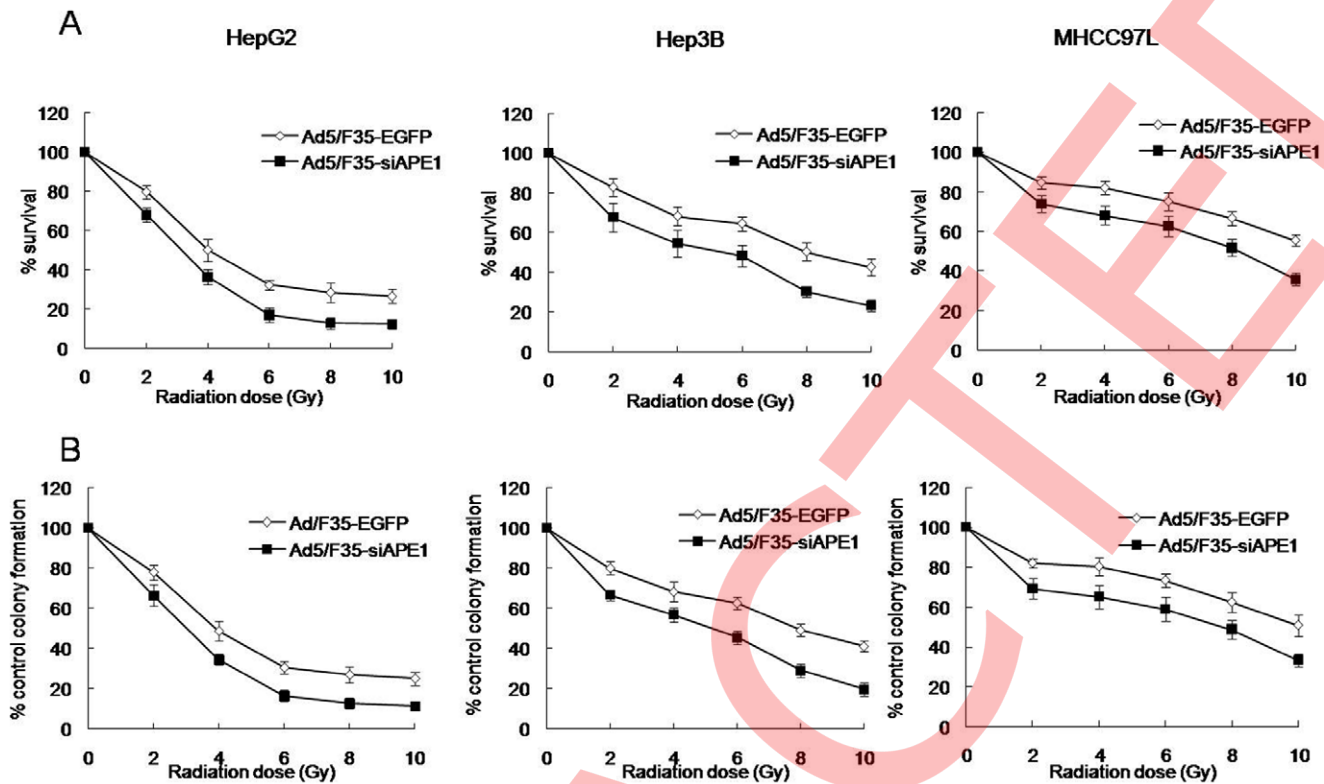 A
HepG2
Hep3B
MHCC97L
120
100
80
60
40
20
0
% survival
Ad5/F35-EGFP
Ad5/F35-siAPE1
0 2 4 6 8 10
Radiation dose (Gy)
120
100
80
60
40
20
0
% survival
Ad5/F35-EGFP
Ad5/F35-siAPE1
0 2 4 6 8 10
Radiation dose (Gy)
120
100
80
60
40
20
0
% survival
Ad5/F35-EGFP
Ad5/F35-siAPE1
0 2 4 6 8 10
Radiation dose (Gy)
B
120
100
80
60
40
20
0
% control colony formation
Ad/F35-EGFP
Ad5/F35-siAPE1
0 2 4 6 8 10
Radiation dose (Gy)
120
100
80
60
40
20
0
% control colony formation
Ad5/F35-EGFP
Ad5/F35-siAPE1
0 2 4 6 8 10
Radiation dose (Gy)
120
100
80
60
40
20
0
% control colony formation
Ad5/F35-EGFP
Ad5/F35-siAPE1
0 2 4 6 8 10
Radiation dose (Gy)
CTE